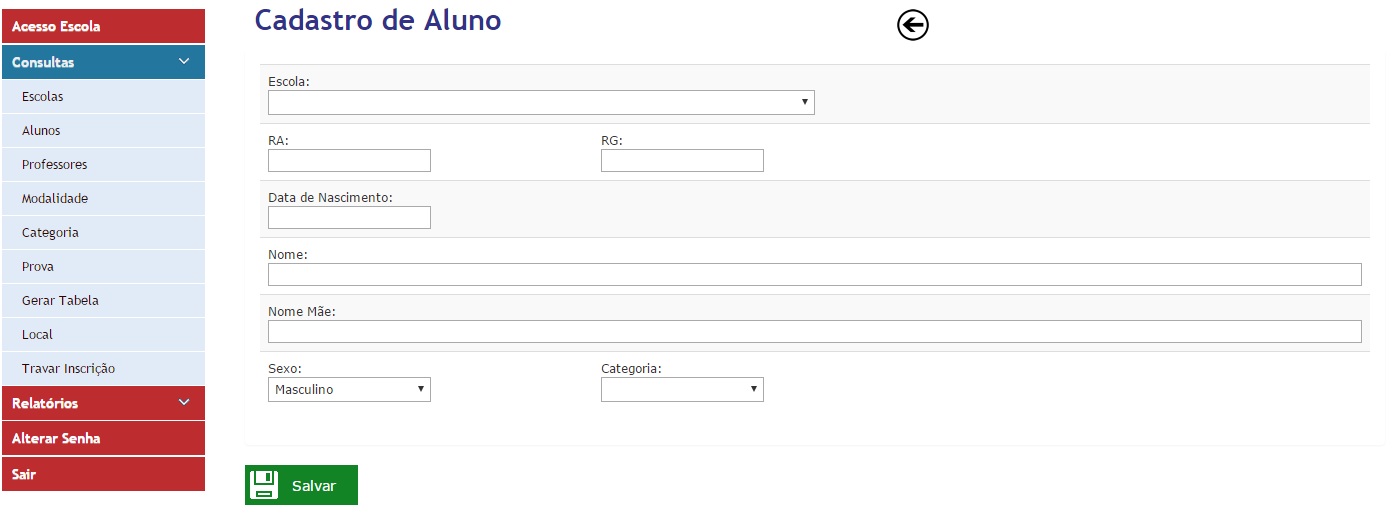 Acesso Escola
Consultas
Escolas
Alunos
Professores
Modalidade
Categoria
Prova
Gerar Tabela
Local
Travar Inscrição
Relatórios
Alterar Senha
Sair
Cadastro de Aluno
Escola:
RA: RG:
Data de Nascimento:
Nome:
Nome Mãe:
Sexo: Categoria:
Masculino
Salvar